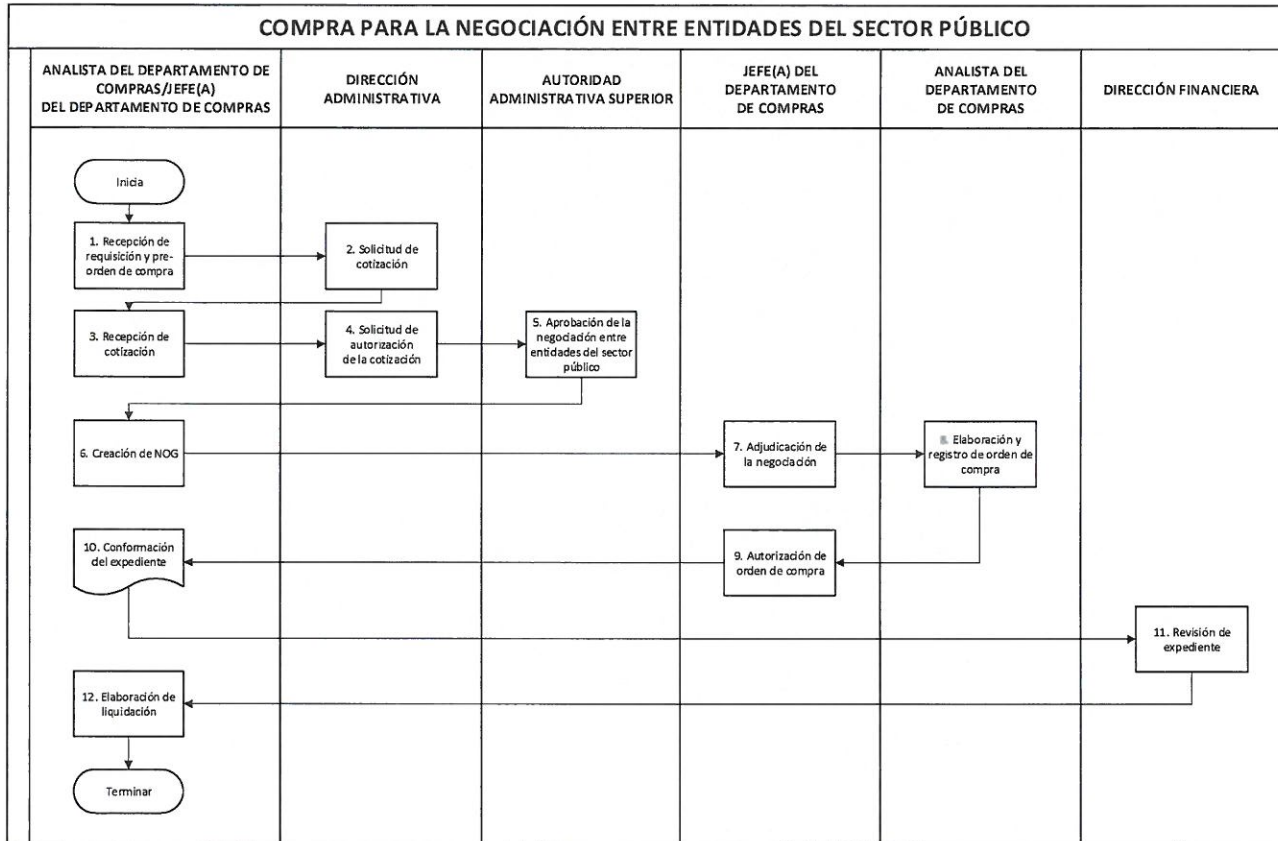 COMPRA PARA LA NEGOCIACIÓN ENTRE ENTIDADES DEL SECTOR PÚBLICO
ANALISTA DEL DEPARTAMENTO DE
COMPRAS/JEFE(A)
DEL DEPARTAMENTO DE COMPRAS
DIRECCIÓN
ADMINISTRATIVA
AUTORIDAD
ADMINISTRATIVA SUPERIOR
JEFE(A) DEL
DEPARTAMENTO
DE COMPRAS
ANALISTA DEL
DEPARTAMENTO
DE COMPRAS
DIRECCIÓN FINANCIERA
Inicia
1. Recepción de
requisición y pre-
orden de compra
2. Solicitud de
cotización
3. Recepción de
cotización
4. Solicitud de
autorización
de la cotización
5. Aprobación de la
negociación entre
entidades del sector
público
6. Creación de NOG
7. Adjudicación de
la negociación
8. Elaboración y
registro de orden de
compra
10. Conformación
del expediente
9. Autorización de
orden de compra
11. Revisión de
expediente
12. Elaboración de
liquidación
Terminar